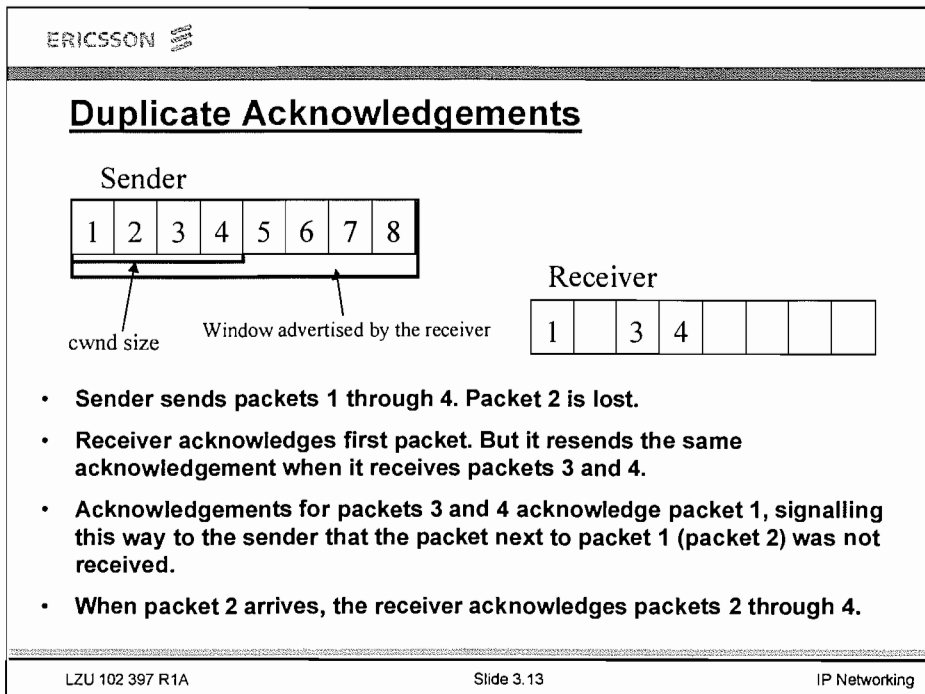 ERICSSON
Duplicate Acknowledgements
Sender
1 2 3 4 5 6 7 8
cwnd size
Window advertised by the receiver
Receiver
1 3 4
• Sender sends packets 1 through 4. Packet 2 is lost.
• Receiver acknowledges first packet. But it resends the same
acknowledgement when it receives packets 3 and 4.
• Acknowledgements for packets 3 and 4 acknowledge packet 1, signalling
this way to the sender that the packet next to packet 1 (packet 2) was not
received.
• When packet 2 arrives, the receiver acknowledges packets 2 through 4.
LZU 102 397 R1A
Slide 3.13
IP Networking